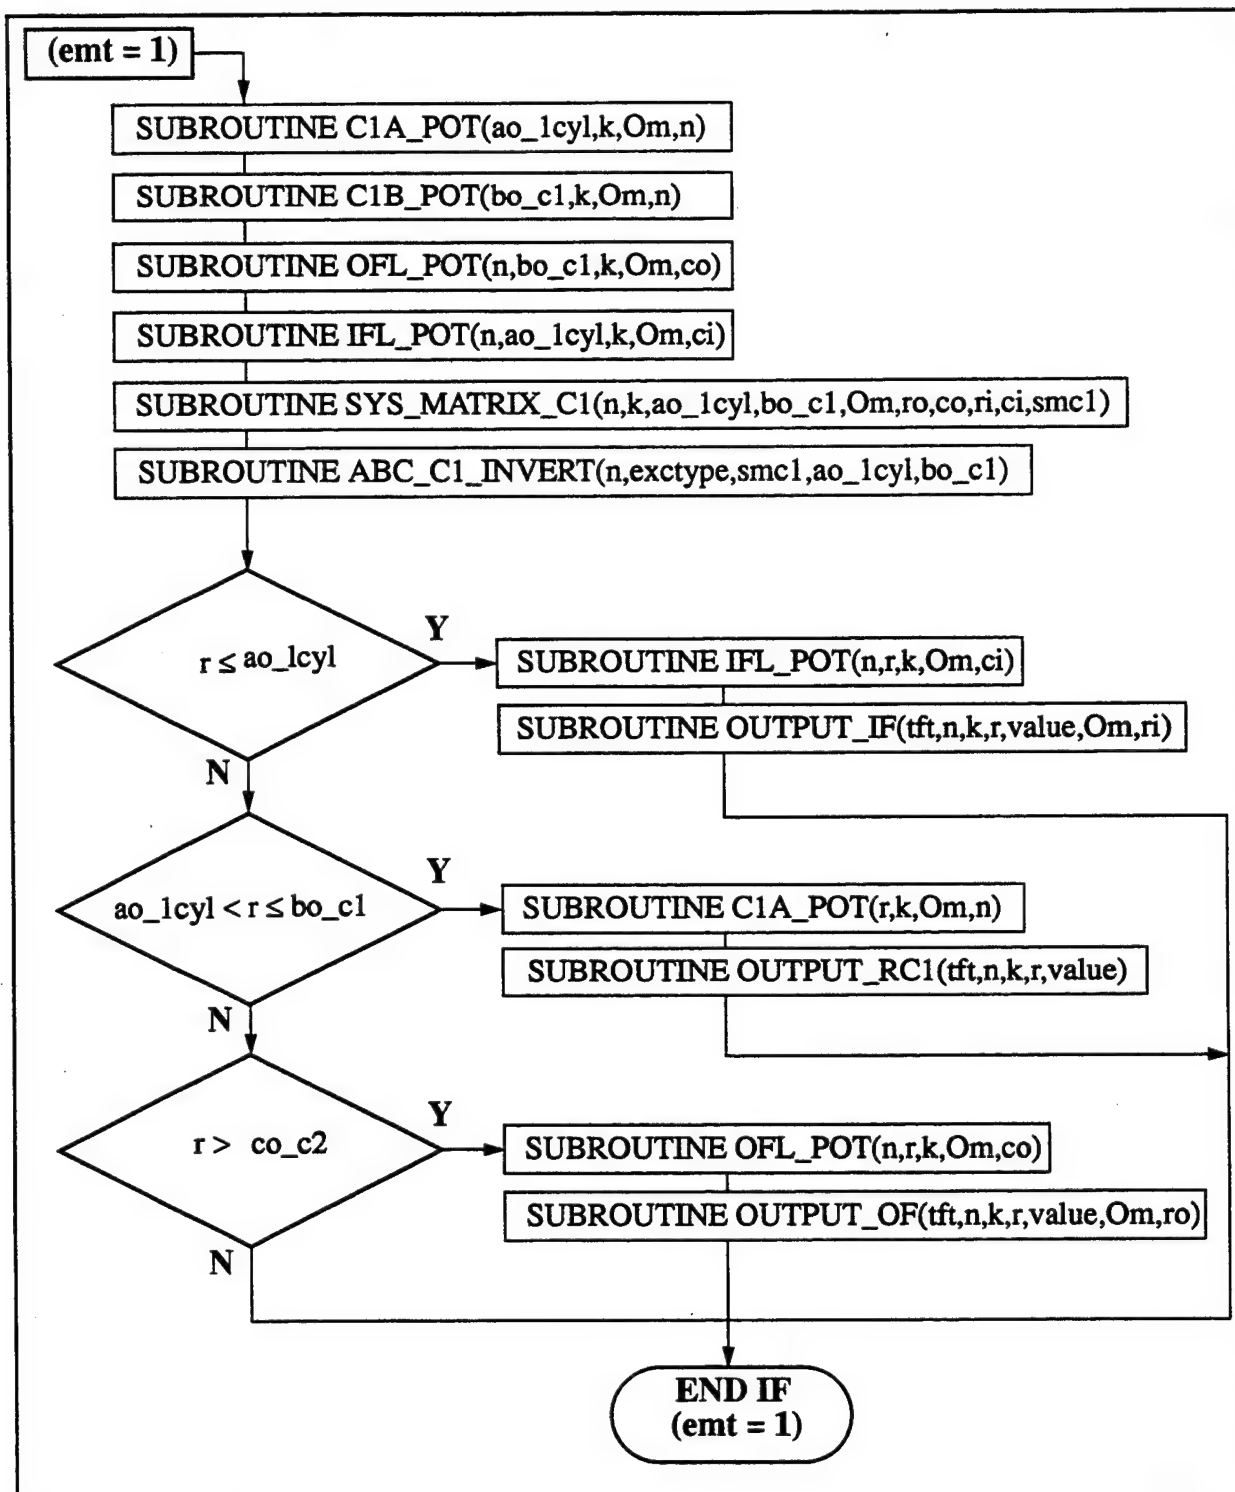 (emt = 1)
SUBROUTINE C1A_POT(ao_1cyl,k,Om,n)
SUBROUTINE C1B_POT(bo_c1,k,Om,n)
SUBROUTINE OFL_POT(n,bo_c1,k,Om,co)
SUBROUTINE IFL_POT(n,ao_1cyl,k,Om,ci)
SUBROUTINE SYS_MATRIX_C1(n,k,ao_1cyl,bo_c1,Om,ro,co,ri,ci,smc1)
SUBROUTINE ABC_C1_INVERT(n,exctype,smc1,ao_1cyl,bo_c1)
r ≤ ao_1cyl
Y
SUBROUTINE IFL_POT(n,r,k,Om,ci)
SUBROUTINE OUTPUT_IF(tft,n,k,r,value,Om,ri)
N
ao_1cyl < r ≤ bo_c1
Y
SUBROUTINE C1A_POT(r,k,Om,n)
SUBROUTINE OUTPUT_RC1(tft,n,k,r,value)
N
r > co_c2
Y
SUBROUTINE OFL_POT(n,r,k,Om,co)
SUBROUTINE OUTPUT_OF(tft,n,k,r,value,Om,ro)
N
END IF
(emt = 1)